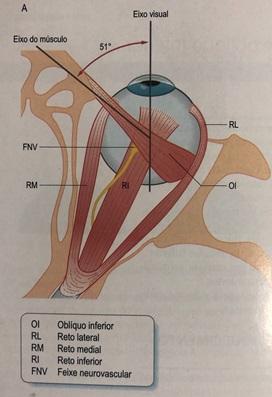 A
Eixo visual
Eixo do músculo
51°
FNV
RL
RM
RI
OI
OI Oblíquo inferior
RL Reto lateral
RM Reto medial
RI Reto inferior
FNV Feixe neurovascular